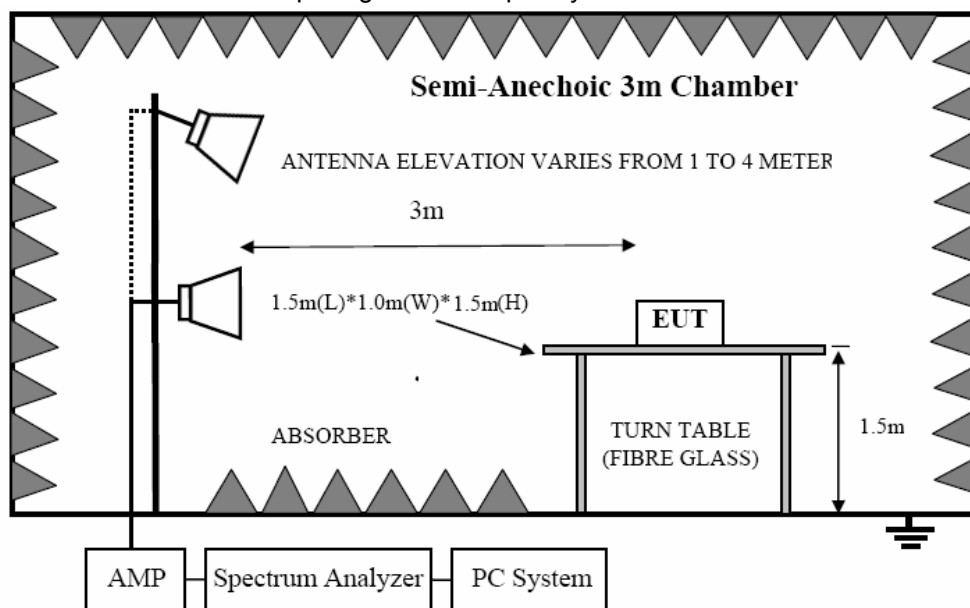 Semi-Anechoic 3m Chamber
ANTENNA ELEVATION VARIES FROM 1 TO 4 METER
3m
1.5m(L)*1.0m(W)*1.5m(H)
EUT
ABSORBER
TURN TABLE
(FIBRE GLASS)
1.5m
AMP
Spectrum Analyzer
PC System